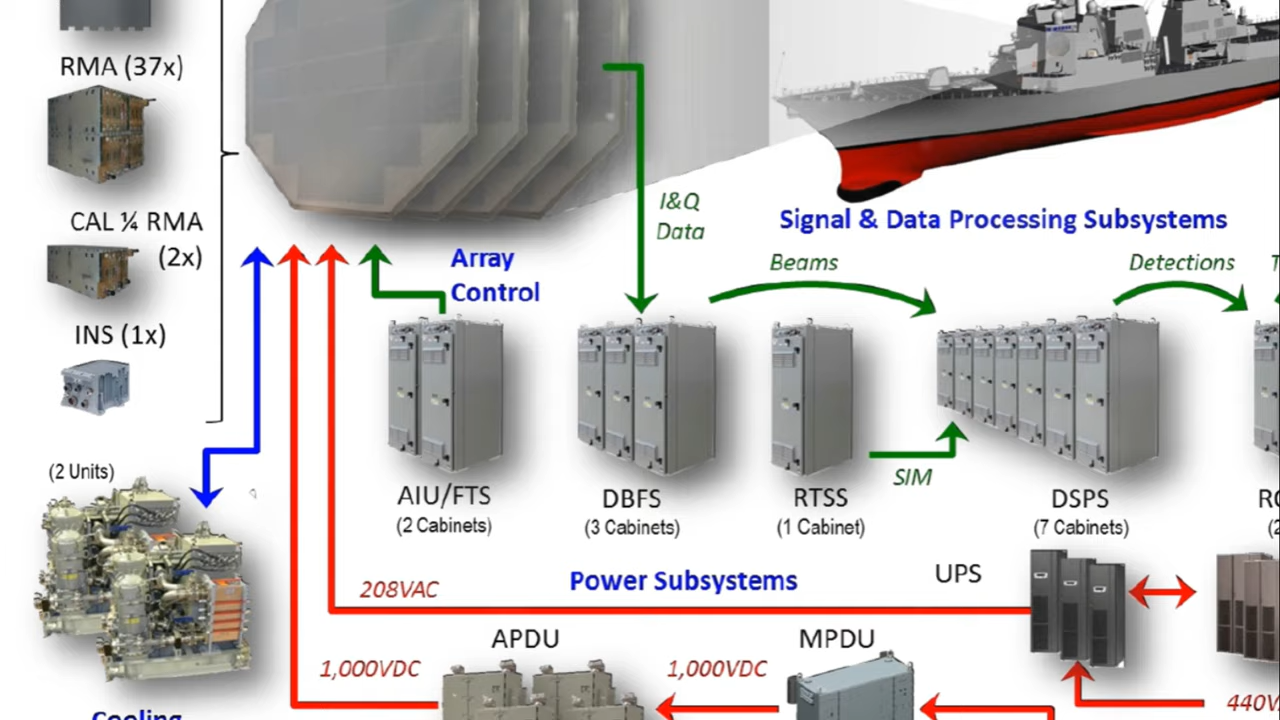 RMA (37x)
CAL ¼ RMA
(2x)
INS (1x)
(2 Units)
Cooling
I&Q
Data
Array
Control
Signal & Data Processing Subsystems
Beams
Detections
SIM
AIU/FTS
(2 Cabinets)
DBFS
(3 Cabinets)
RTSS
(1 Cabinet)
DSPS
(7 Cabinets)
208VAC
Power Subsystems
UPS
APDU
MPDU
1,000VDC
1,000VDC